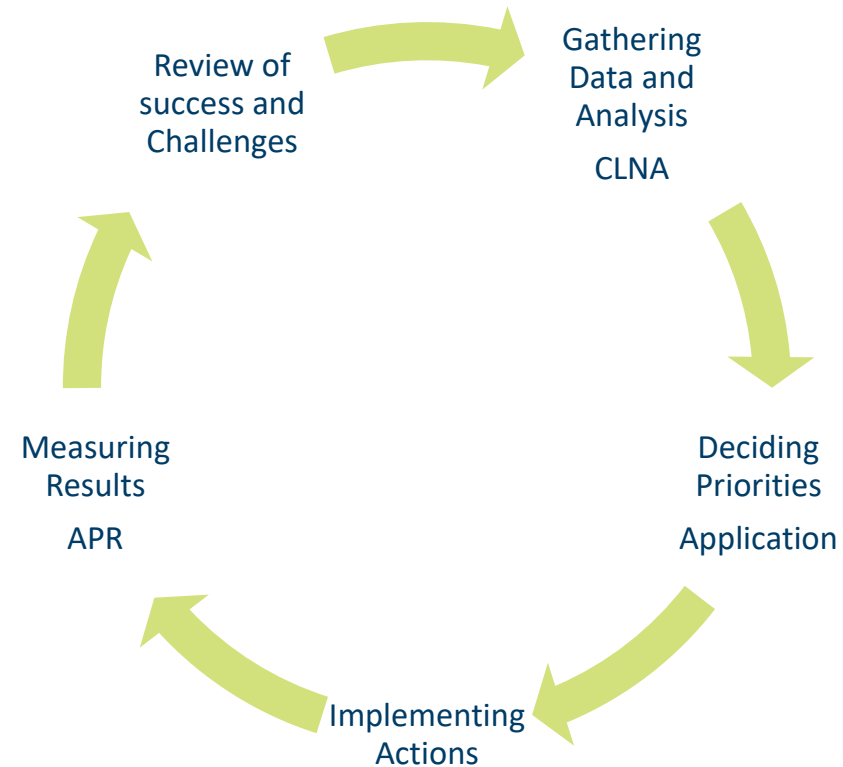 Review of
success and
Challenges
Gathering
Data and
Analysis
CLNA
Deciding
Priorities
Application
Implementing
Actions
Measuring
Results
APR